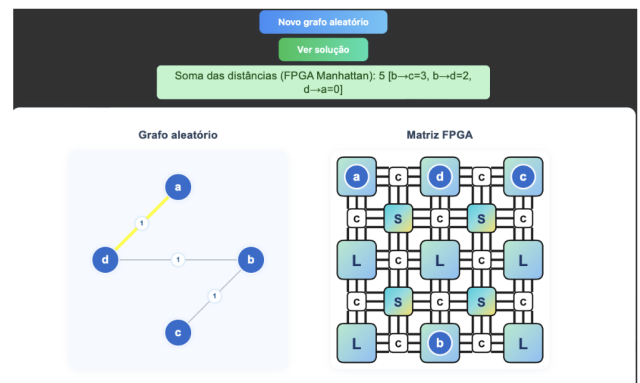 Novo grafo aleatório
Ver solução
Soma das distâncias (FPGA Manhattan): 5 [b→c=3, b→d=2,
d→a=0]
Grafo aleatório
a
1
d
1
b
1
c
Matriz FPGA
a c d c c
c S c S c
L c L c L
c S c S c
L c b c L